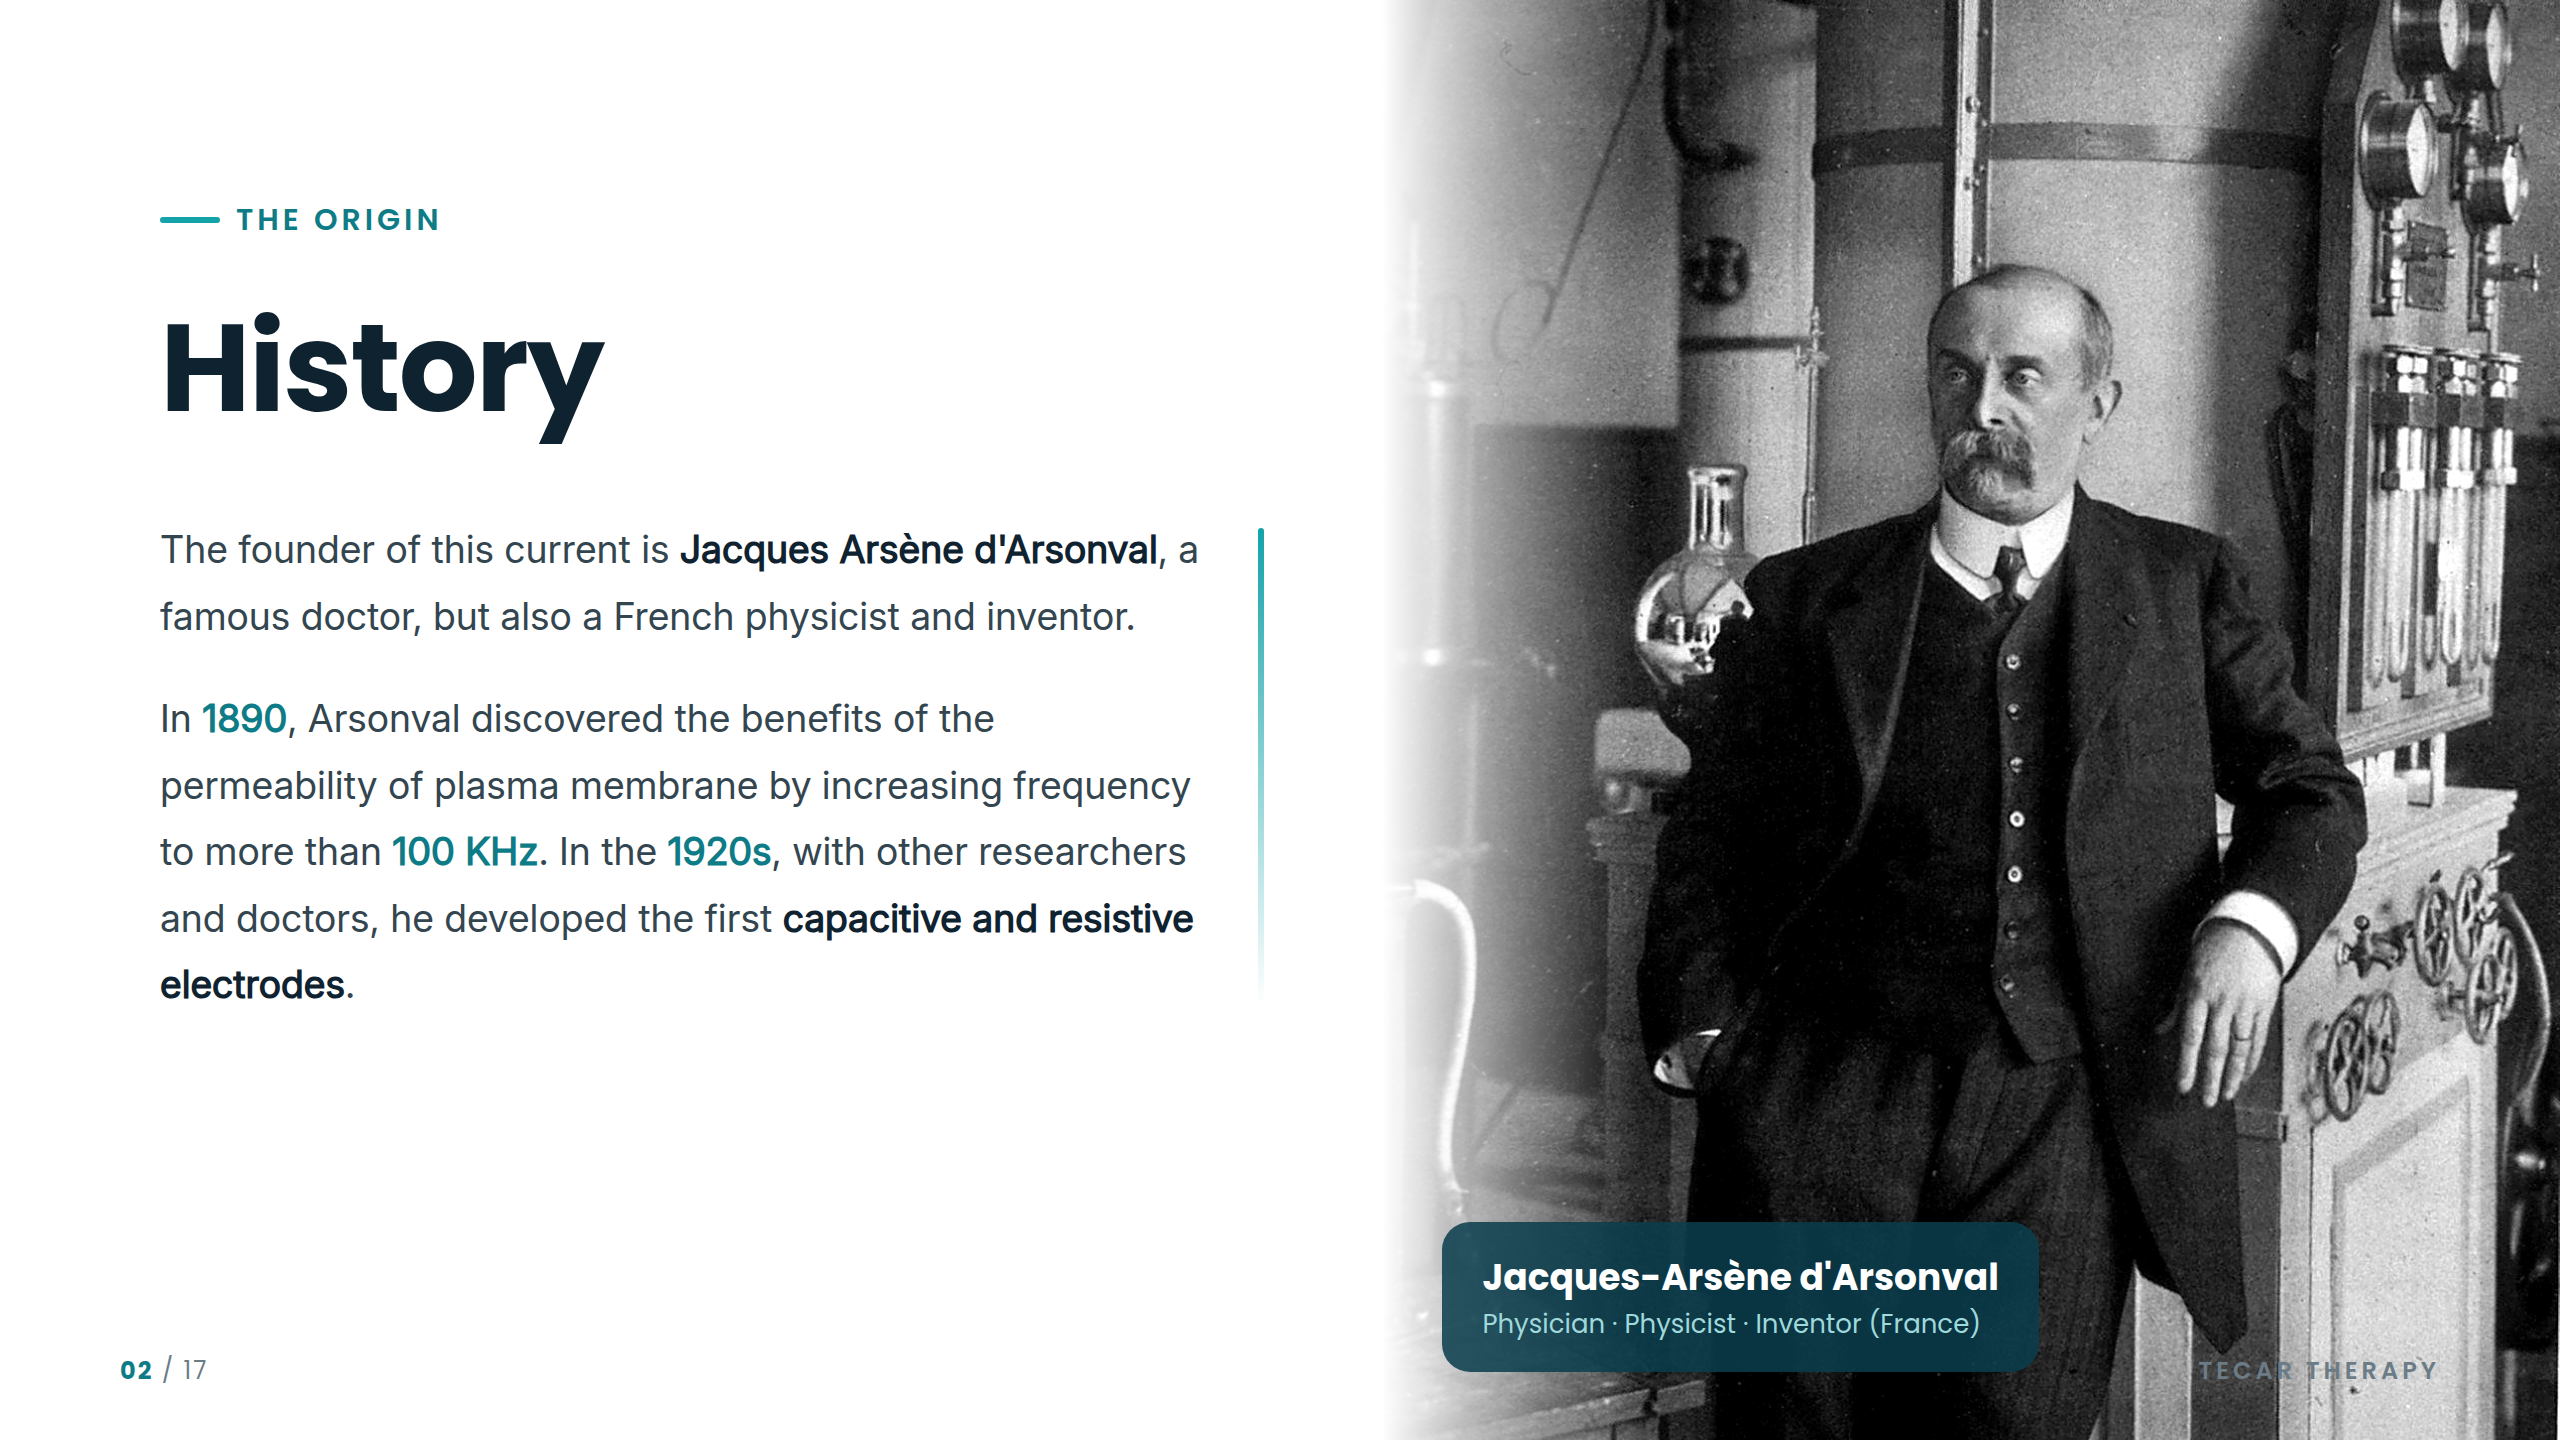 THE ORIGIN
History
The founder of this current is Jacques Arsène d'Arsonval, a
famous doctor, but also a French physicist and inventor.
In 1890, Arsonval discovered the benefits of the
permeability of plasma membrane by increasing frequency
to more than 100 KHz. In the 1920s, with other researchers
and doctors, he developed the first capacitive and resistive
electrodes.
Jacques-Arsène d'Arsonval
Physician · Physicist · Inventor (France)
02 / 17
TECAR THERAPY